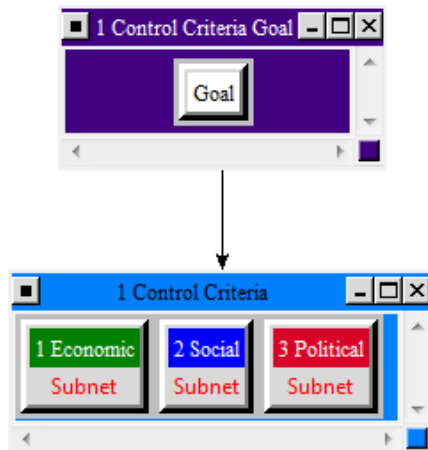 1 Control Criteria Goal
Goal
1 Control Criteria
1 Economic 2 Social 3 Political
Subnet Subnet Subnet